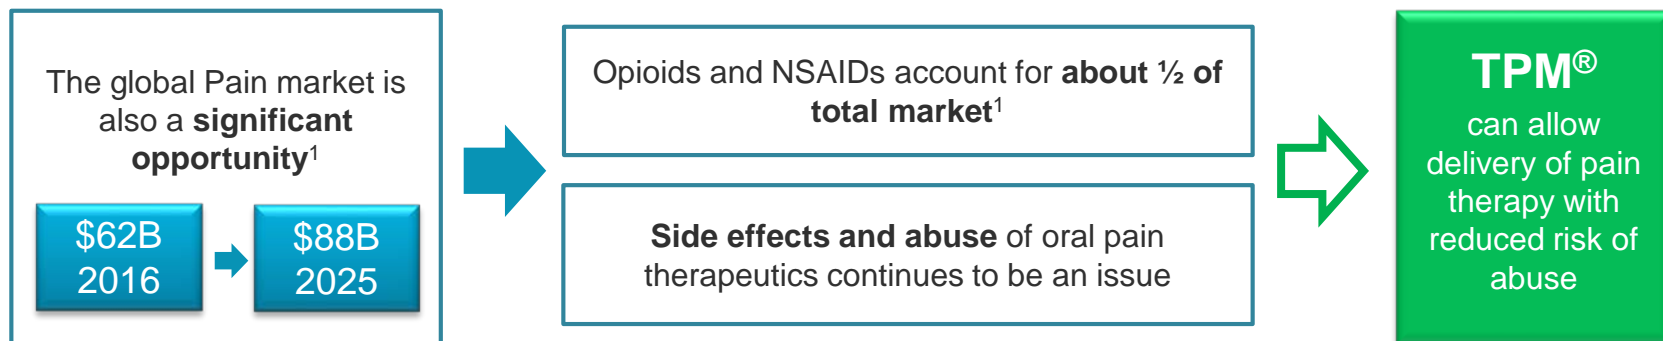 The global Pain market is
also a significant
opportunity¹
$62B
2016
$88B
2025
Opioids and NSAIDs account for about ½ of
total market¹
Side effects and abuse of oral pain
therapeutics continues to be an issue
TPM®
can allow
delivery of pain
therapy with
reduced risk of
abuse